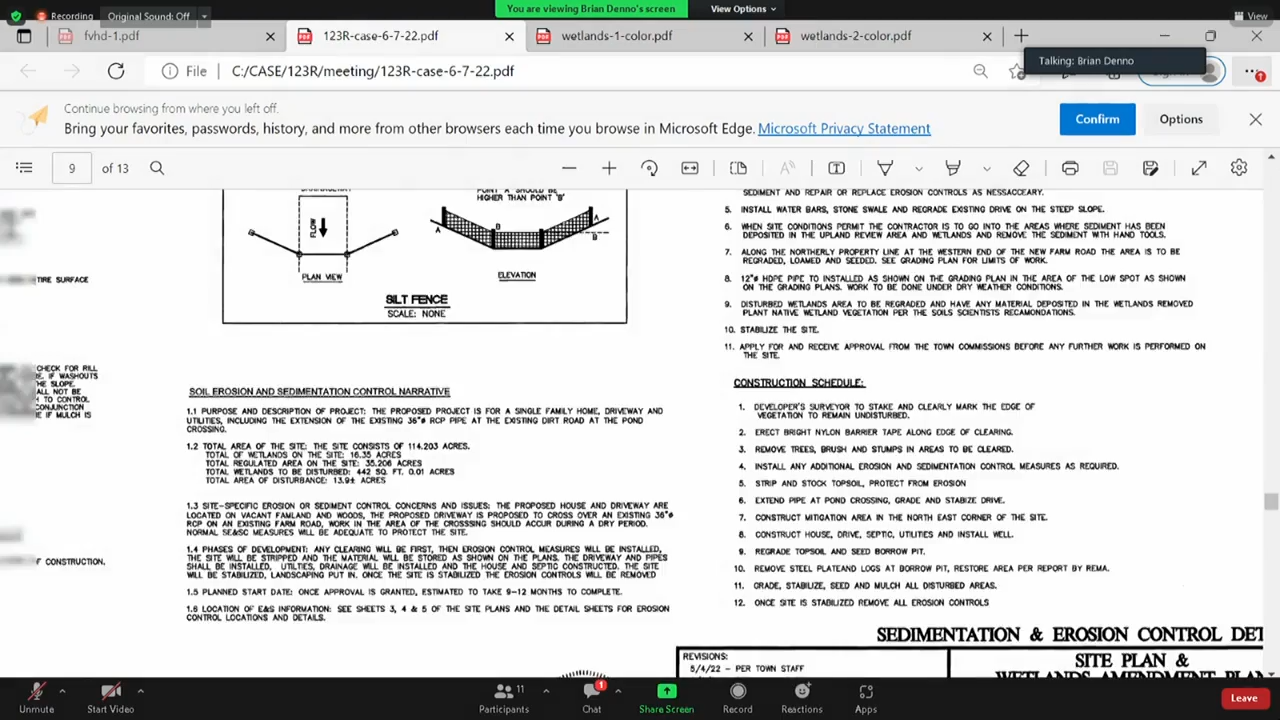 Recording
Original Sound: Off
You are viewing Brian Denno's screen
View Options
View
fvhd-1.pdf
123R-case-6-7-22.pdf
wetlands-1-color.pdf
wetlands-2-color.pdf
Talking: Brian Denno
File
C:/CASE/123R/meeting/123R-case-6-7-22.pdf
Continue browsing from where you left off.
Bring your favorites, passwords, history, and more from other browsers each time you browse in Microsoft Edge. Microsoft Privacy Statement
Confirm
Options
9 of 13
POINT "A" SHOULD BE
HIGHER THAN POINT "B"
FLOW
A
B
A
B
PLAN VIEW
ELEVATION
SILT FENCE
SCALE: NONE
TIRE SURFACE
CHECK FOR RILL
E. IF WASHOUTS
HE SLOPE.
ALL NOT BE
H TO CONTROL
CONJUNCTION
E IF MULCH IS
F CONSTRUCTION.
SOIL EROSION AND SEDIMENTATION CONTROL NARRATIVE
1.1 PURPOSE AND DESCRIPTION OF PROJECT: THE PROPOSED PROJECT IS FOR A SINGLE FAMILY HOME, DRIVEWAY AND
UTILITIES, INCLUDING THE EXTENSION OF THE EXISTING 36"ø RCP PIPE AT THE EXISTING DIRT ROAD AT THE POND
CROSSING.
1.2 TOTAL AREA OF THE SITE: THE SITE CONSISTS OF 114.203 ACRES.
TOTAL OF WETLANDS ON THE SITE: 16.35 ACRES
TOTAL REGULATED AREA ON THE SITE: 35.206 ACRES
TOTAL WETLANDS TO BE DISTURBED: 442 SQ. FT. 0.01 ACRES
TOTAL AREA OF DISTURBANCE: 13.9± ACRES
1.3 SITE-SPECIFIC EROSION OR SEDIMENT CONTROL CONCERNS AND ISSUES: THE PROPOSED HOUSE AND DRIVEWAY ARE
LOCATED ON VACANT FAMLAND AND WOODS, THE PROPOSED DRIVEWAY IS PROPOSED TO CROSS OVER AN EXISTING 36"ø
RCP ON AN EXISTING FARM ROAD, WORK IN THE AREA OF THE CROSSSING SHOULD OCCUR DURING A DRY PERIOD.
NORMAL SE&SC MEASURES WILL BE ADEQUATE TO PROTECT THE SITE.
1.4 PHASES OF DEVELOPMENT: ANY CLEARING WILL BE FIRST, THEN EROSION CONTROL MEASURES WILL BE INSTALLED,
THE SITE WILL BE STRIPPED AND THE MATERIAL WILL BE STORED AS SHOWN ON THE PLANS. THE DRIVEWAY AND PIPES
SHALL BE INSTALLED, UTILITIES, DRAINAGE WILL BE INSTALLED AND THE HOUSE AND SEPTIC CONSTRUCTED. THE SITE
WILL BE STABILIZED, LANDSCAPING PUT IN. ONCE THE SITE IS STABILIZED THE EROSION CONTROLS WILL BE REMOVED
1.5 PLANNED START DATE: ONCE APPROVAL IS GRANTED, ESTIMATED TO TAKE 9-12 MONTHS TO COMPLETE.
1.6 LOCATION OF E&S INFORMATION: SEE SHEETS 3, 4 & 5 OF THE SITE PLANS AND THE DETAIL SHEETS FOR EROSION
CONTROL LOCATIONS AND DETAILS.
SEDIMENT AND REPAIR OR REPLACE EROSION CONTROLS AS NESSACCEARY.
5. INSTALL WATER BARS, STONE SWALE AND REGRADE EXISTING DRIVE ON THE STEEP SLOPE.
6. WHEN SITE CONDITIONS PERMIT THE CONTRACTOR IS TO GO INTO THE AREAS WHERE SEDIMENT HAS BEEN
DEPOSITED IN THE UPLAND REVIEW AREA AND WETLANDS AND REMOVE THE SEDIMENT WITH HAND TOOLS.
7. ALONG THE NORTHERLY PROPERTY LINE AT THE WESTERN END OF THE NEW FARM ROAD THE AREA IS TO BE
REGRADED, LOAMED AND SEEDED. SEE GRADING PLAN FOR LIMITS OF WORK.
8. 12"ø HDPE PIPE TO INSTALLED AS SHOWN ON THE GRADING PLAN IN THE AREA OF THE LOW SPOT AS SHOWN
ON THE GRADING PLANS. WORK TO BE DONE UNDER DRY WEATHER CONDITIONS.
9. DISTURBED WETLANDS AREA TO BE REGRADED AND HAVE ANY MATERIAL DEPOSITED IN THE WETLANDS REMOVED
PLANT NATIVE WETLAND VEGETATION PER THE SOILS SCIENTISTS RECAMONDATIONS.
10. STABILIZE THE SITE.
11. APPLY FOR AND RECEIVE APPROVAL FROM THE TOWN COMMISSIONS BEFORE ANY FURTHER WORK IS PERFORMED ON
THE SITE.
CONSTRUCTION SCHEDULE:
1. DEVELOPER'S SURVEYOR TO STAKE AND CLEARLY MARK THE EDGE OF
VEGETATION TO REMAIN UNDISTURBED.
2. ERECT BRIGHT NYLON BARRIER TAPE ALONG EDGE OF CLEARING.
3. REMOVE TREES, BRUSH AND STUMPS IN AREAS TO BE CLEARED.
4. INSTALL ANY ADDITIONAL EROSION AND SEDIMENTATION CONTROL MEASURES AS REQUIRED.
5. STRIP AND STOCK TOPSOIL, PROTECT FROM EROSION
6. EXTEND PIPE AT POND CROSSING, GRADE AND STABIZE DRIVE.
7. CONSTRUCT MITIGATION AREA IN THE NORTH EAST CORNER OF THE SITE.
8. CONSTRUCT HOUSE, DRIVE, SEPTIC, UTILITIES AND INSTALL WELL.
9. REGRADE TOPSOIL AND SEED BORROW PIT.
10. REMOVE STEEL PLATEAND LOGS AT BORROW PIT, RESTORE AREA PER REPORT BY REMA.
11. GRADE, STABILIZE, SEED AND MULCH ALL DISTURBED AREAS.
12. ONCE SITE IS STABILIZED REMOVE ALL EROSION CONTROLS
SEDIMENTATION & EROSION CONTROL DET
REVISIONS:
5/4/22 - PER TOWN STAFF
SITE PLAN &
WETLANDS AMENDMENT PLAN
Unmute
Start Video
11
Participants
1
Chat
Share Screen
Record
Reactions
Apps
Leave